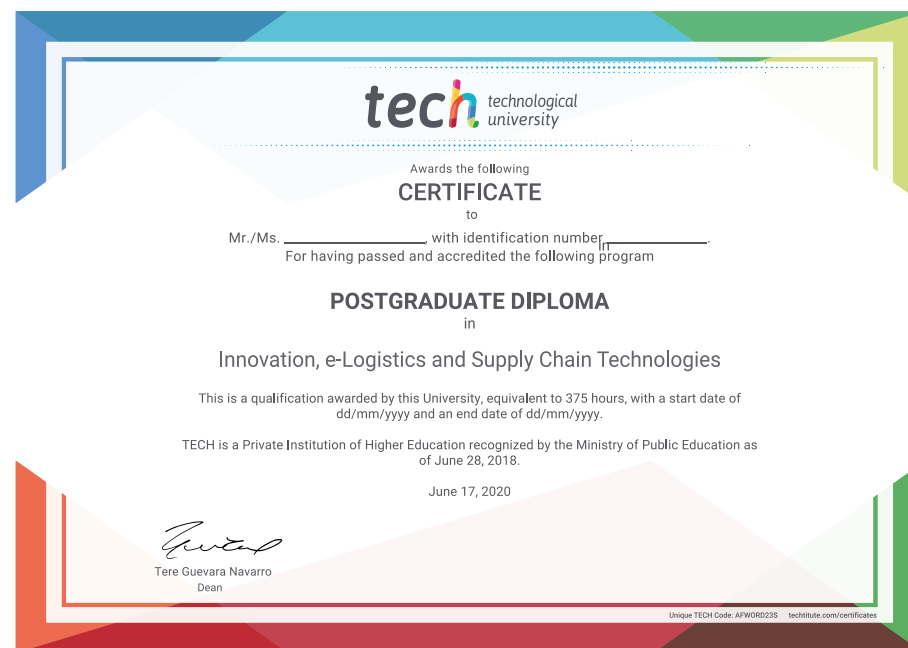 tech technological
university
Awards the following
CERTIFICATE
to
Mr./Ms. ____________________, with identification number ______________.
in
For having passed and accredited the following program
POSTGRADUATE DIPLOMA
in
Innovation, e-Logistics and Supply Chain Technologies
This is a qualification awarded by this University, equivalent to 375 hours, with a start date of
dd/mm/yyyy and an end date of dd/mm/yyyy.
TECH is a Private Institution of Higher Education recognized by the Ministry of Public Education as
of June 28, 2018.
June 17, 2020
Tere Guevara Navarro
Dean
Unique TECH Code: AFWORD23S techtitute.com/certificates